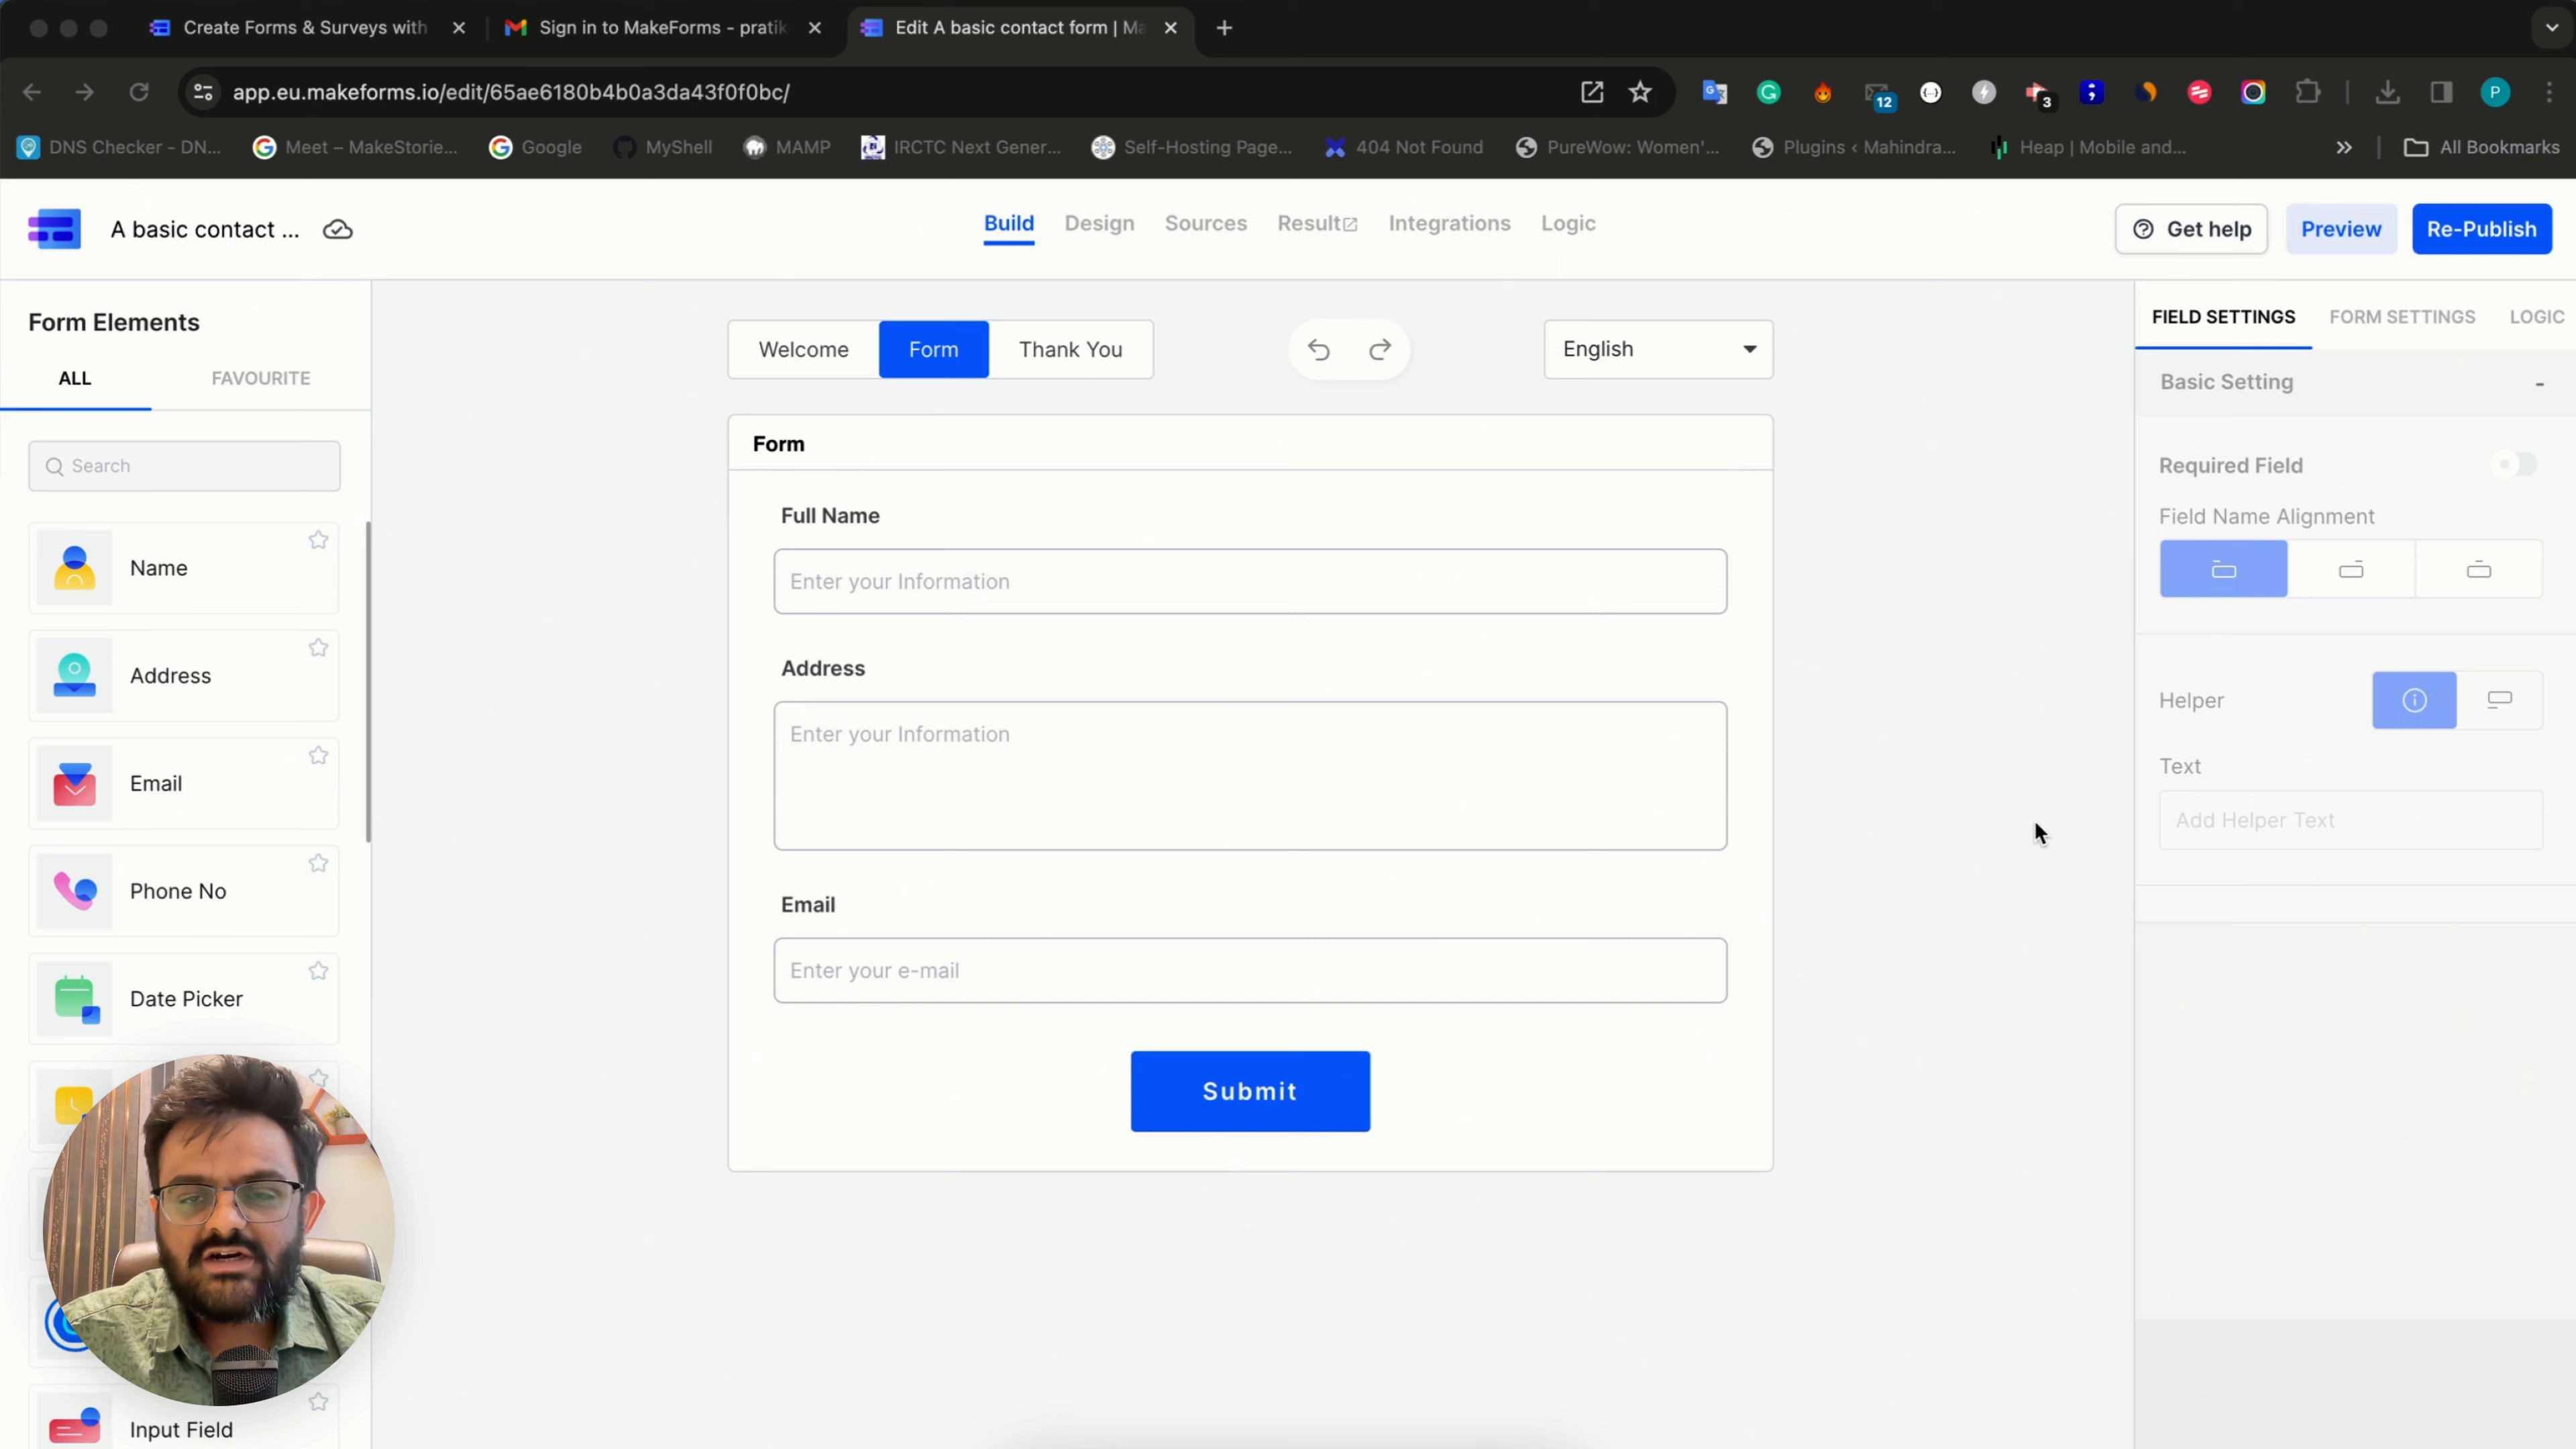 Create Forms & Surveys with
Sign in to MakeForms - pratik
Edit A basic contact form | Ma
app.eu.makeforms.io/edit/65ae6180b4b0a3da43f0f0bc/
12
3
P
DNS Checker - DN...
Meet – MakeStorie...
Google
MyShell
MAMP
IRCTC Next Gener...
Self-Hosting Page...
404 Not Found
PureWow: Women'...
Plugins ‹ Mahindra...
Heap | Mobile and...
All Bookmarks
A basic contact ...
Build
Design
Sources
Result
Integrations
Logic
Get help
Preview
Re-Publish
Form Elements
ALL
FAVOURITE
Search
Name
Address
Email
Phone No
Date Picker
Input Field
Welcome
Form
Thank You
English
Form
Full Name
Enter your Information
Address
Enter your Information
Email
Enter your e-mail
Submit
FIELD SETTINGS
FORM SETTINGS
LOGIC
Basic Setting
-
Required Field
Field Name Alignment
Helper
Text
Add Helper Text